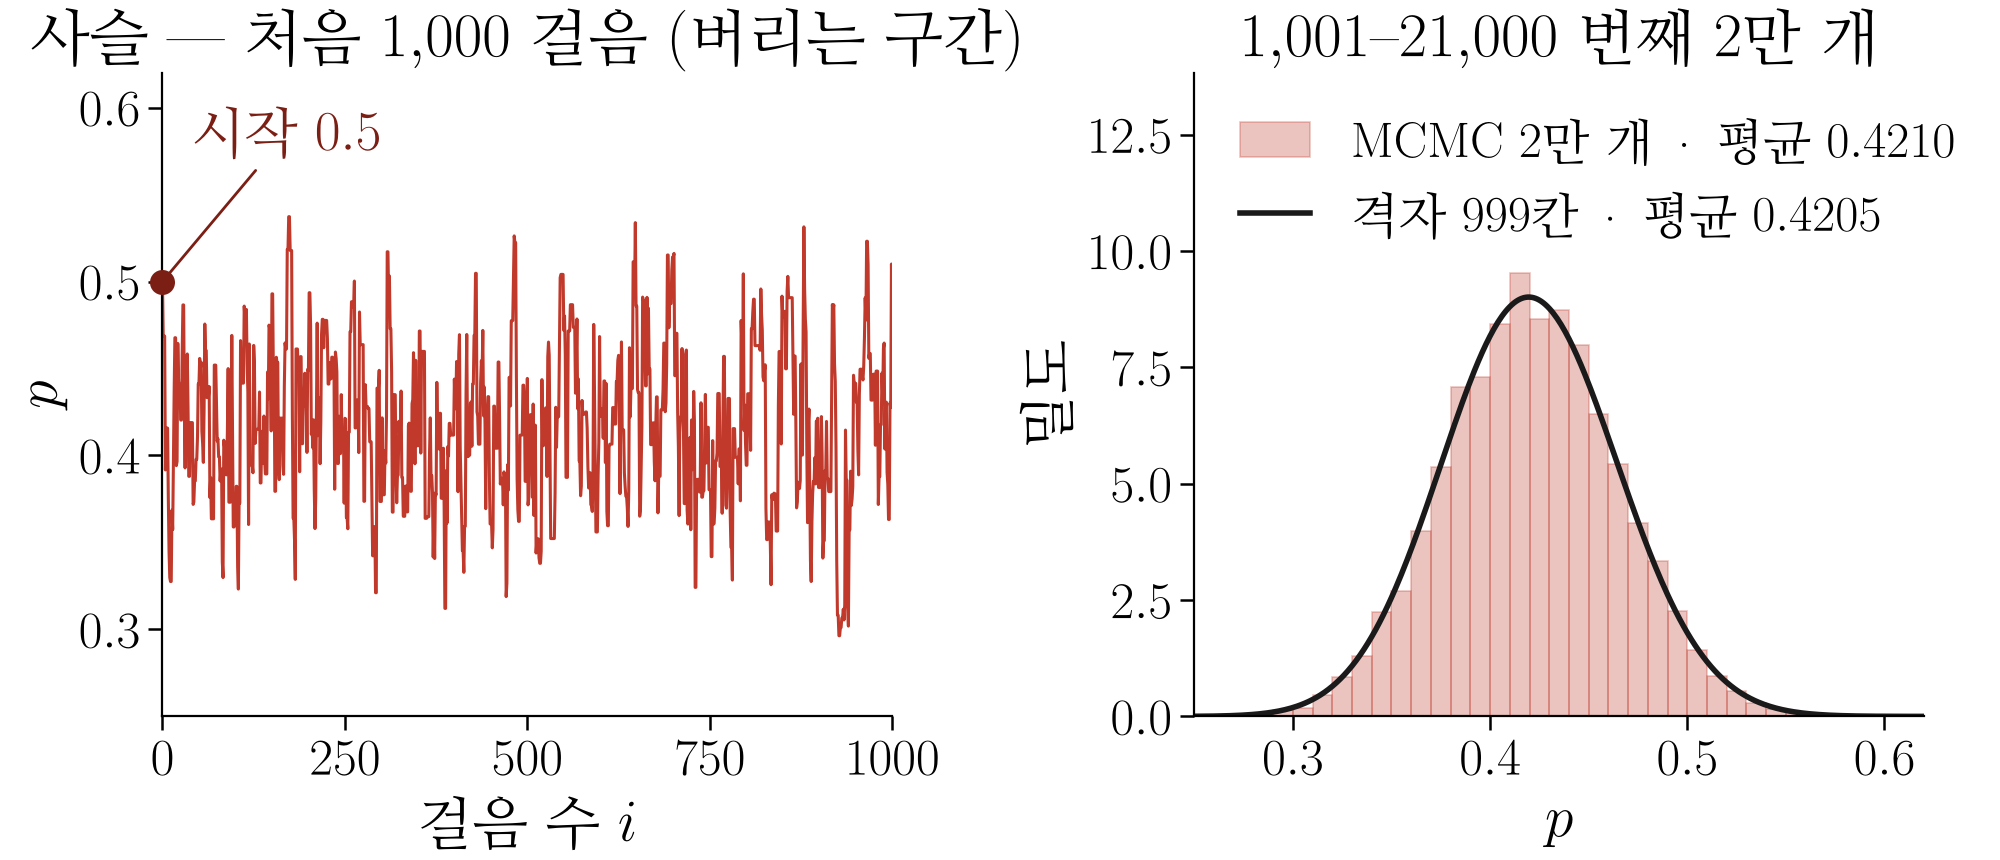 사슬 — 처음 1,000 걸음 (버리는 구간)
0.6
0.5
0.4
0.3
p
시작 0.5
0 250 500 750 1000
걸음 수 i
1,001–21,000 번째 2만 개
12.5
10.0
7.5
5.0
2.5
0.0
밀도
MCMC 2만 개 · 평균 0.4210
격자 999칸 · 평균 0.4205
0.3 0.4 0.5 0.6
p